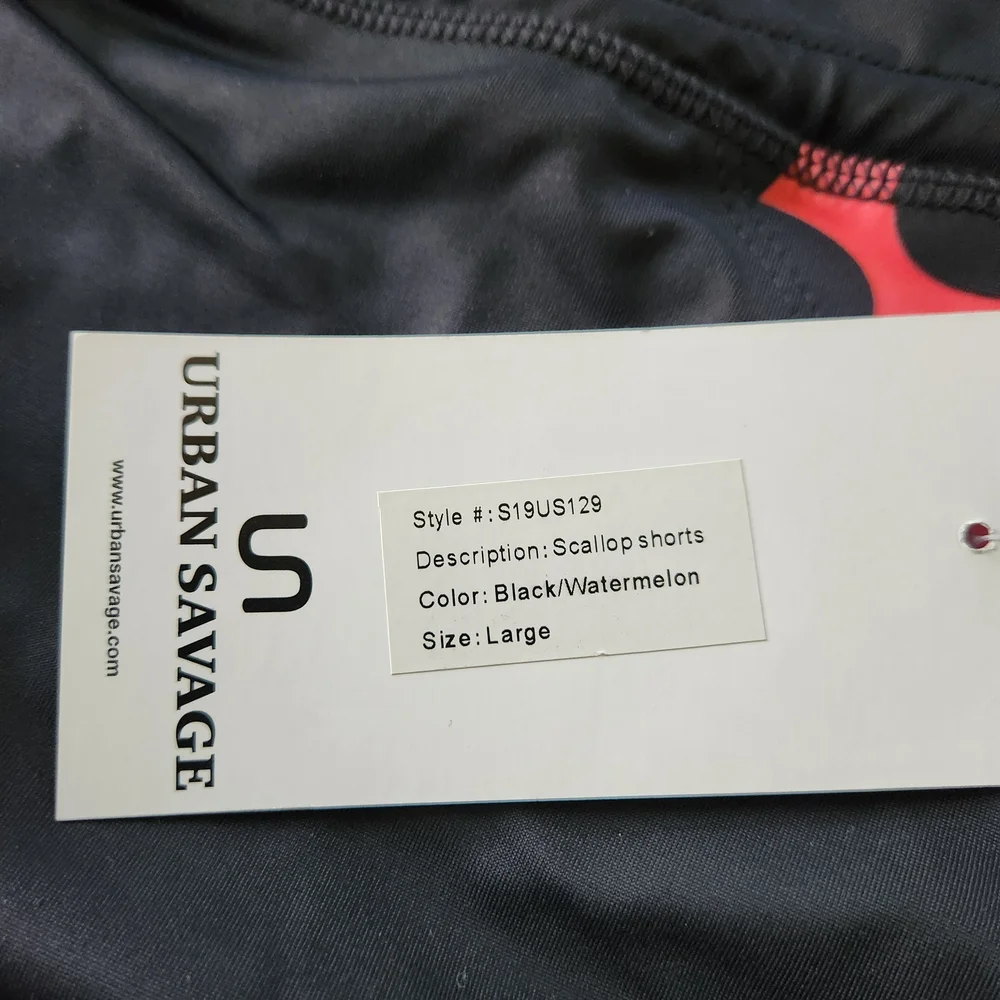 URBAN SAVAGE
www.urbansavage.com
Style #: S19US129
Description: Scallop shorts
Color: Black/Watermelon
Size: Large